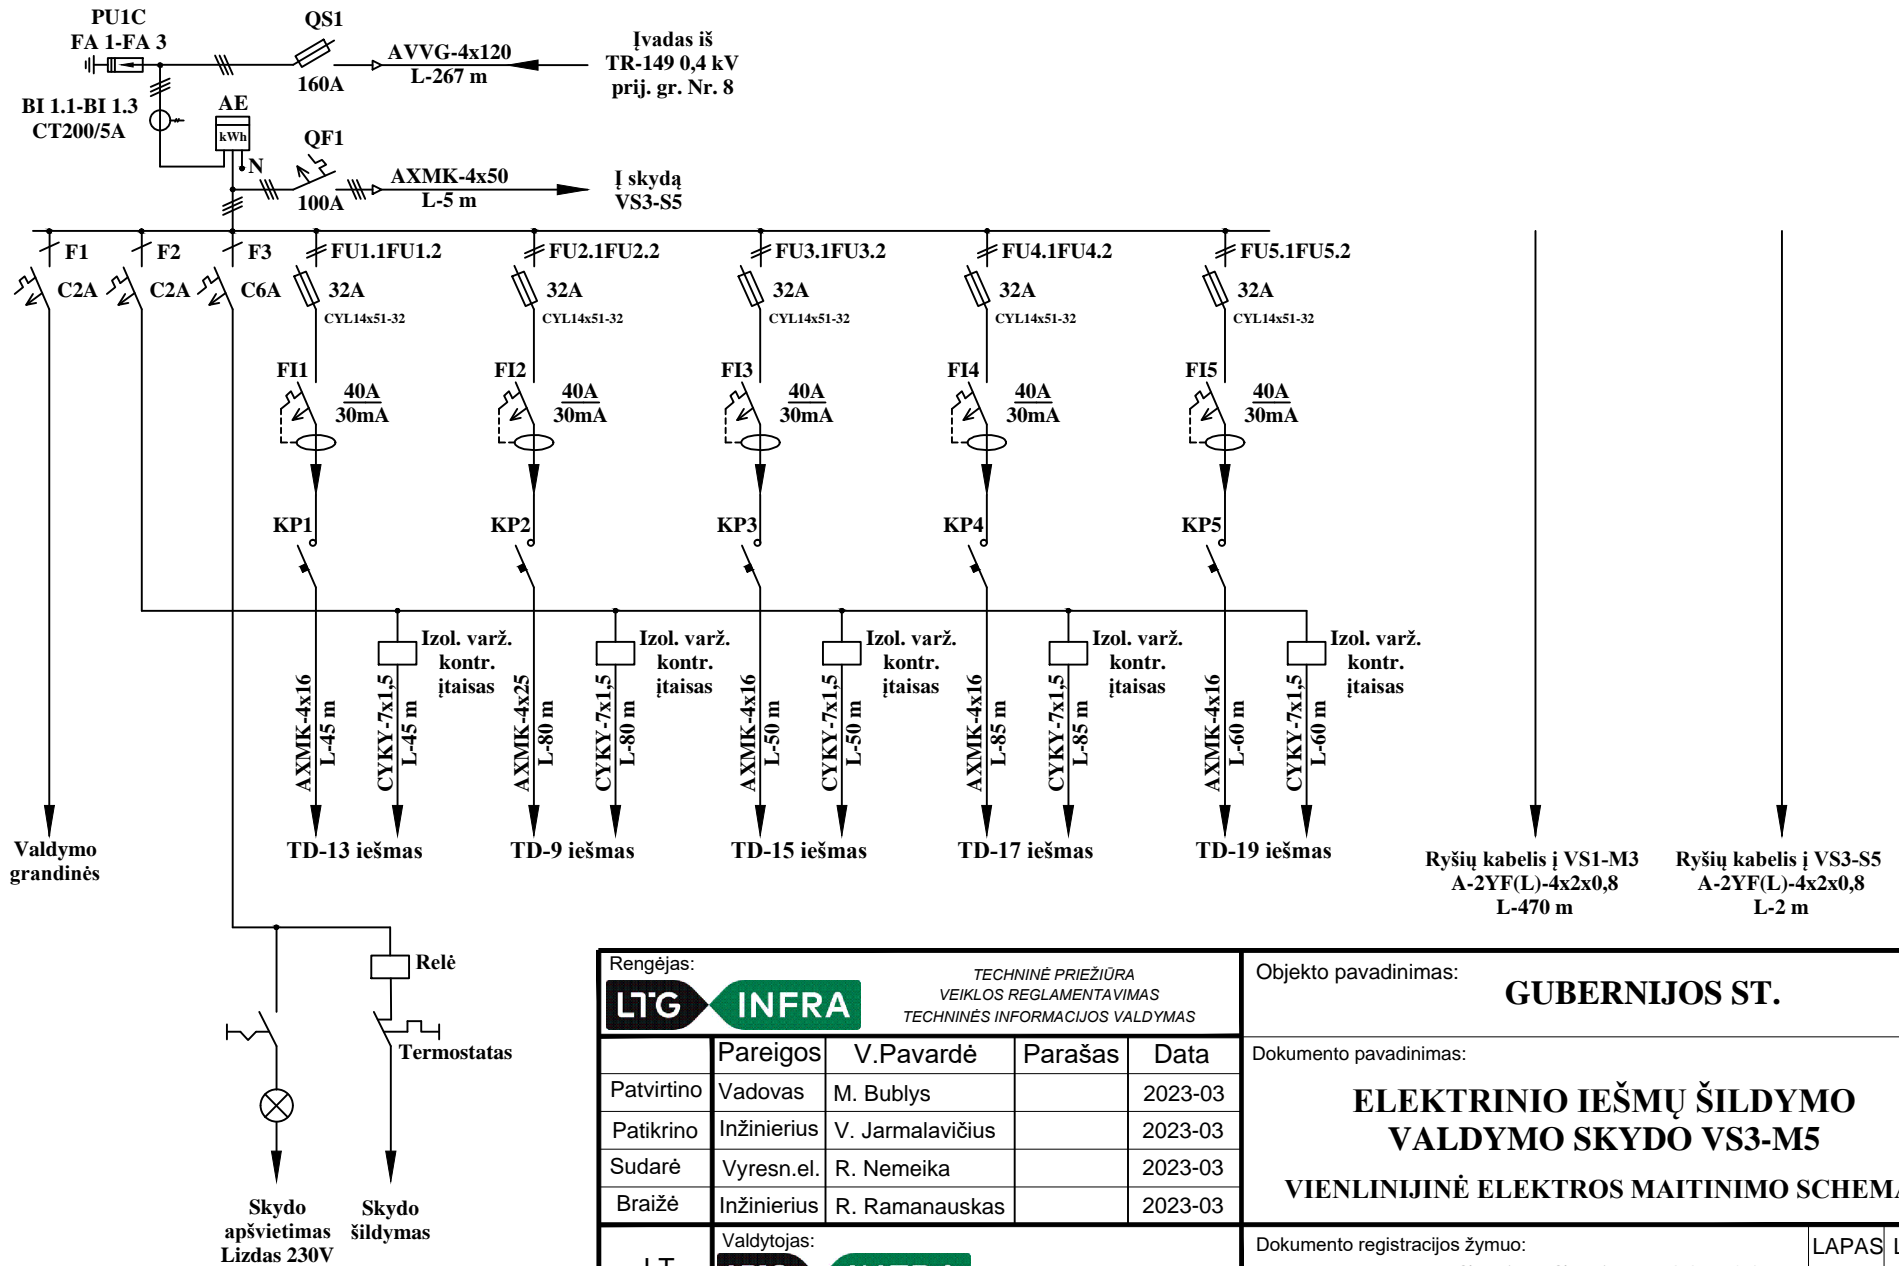 PU1C
FA 1-FA 3
QS1
160A
AVVG-4x120
L-267 m
Įvadas iš
TR-149 0,4 kV
prij. gr. Nr. 8
BI 1.1-BI 1.3
CT200/5A
AE
kWh
N
QF1
100A
AXMK-4x50
L-5 m
Į skydą
VS3-S5
F1
C2A
F2
C2A
F3
C6A
FU1.1FU1.2
32A
CYL14x51-32
FU2.1FU2.2
32A
CYL14x51-32
FU3.1FU3.2
32A
CYL14x51-32
FU4.1FU4.2
32A
CYL14x51-32
FU5.1FU5.2
32A
CYL14x51-32
FI1
40A
30mA
FI2
40A
30mA
FI3
40A
30mA
FI4
40A
30mA
FI5
40A
30mA
KP1
KP2
KP3
KP4
KP5
AXMK-4x16
L-45 m
CYKY-7x1,5
L-45 m
Izol. varž.
kontr.
įtaisas
AXMK-4x25
L-80 m
CYKY-7x1,5
L-80 m
Izol. varž.
kontr.
įtaisas
AXMK-4x16
L-50 m
CYKY-7x1,5
L-50 m
Izol. varž.
kontr.
įtaisas
AXMK-4x16
L-85 m
CYKY-7x1,5
L-85 m
Izol. varž.
kontr.
įtaisas
AXMK-4x16
L-60 m
CYKY-7x1,5
L-60 m
Izol. varž.
kontr.
įtaisas
Valdymo
grandinės
TD-13 iešmas
TD-9 iešmas
TD-15 iešmas
TD-17 iešmas
TD-19 iešmas
Ryšių kabelis į VS1-M3
A-2YF(L)-4x2x0,8
L-470 m
Ryšių kabelis į VS3-S5
A-2YF(L)-4x2x0,8
L-2 m
Relė
Termostatas
Skydo
apšvietimas
Lizdas 230V
Skydo
šildymas
Rengėjas:
LTG INFRA
TECHNINĖ PRIEŽIŪRA
VEIKLOS REGLAMENTAVIMAS
TECHNINĖS INFORMACIJOS VALDYMAS
Objekto pavadinimas:
GUBERNIJOS ST.
Pareigos V.Pavardė Parašas Data
Patvirtino Vadovas M. Bublys 2023-03
Patikrino Inžinierius V. Jarmalavičius 2023-03
Sudarė Vyresn.el. R. Nemeika 2023-03
Braižė Inžinierius R. Ramanauskas 2023-03
Dokumento pavadinimas:
ELEKTRINIO IEŠMŲ ŠILDYMO
VALDYMO SKYDO VS3-M5
VIENLINIJINĖ ELEKTROS MAITINIMO SCHEMA
LT
Valdytojas:
Dokumento registracijos žymuo:
LAPAS